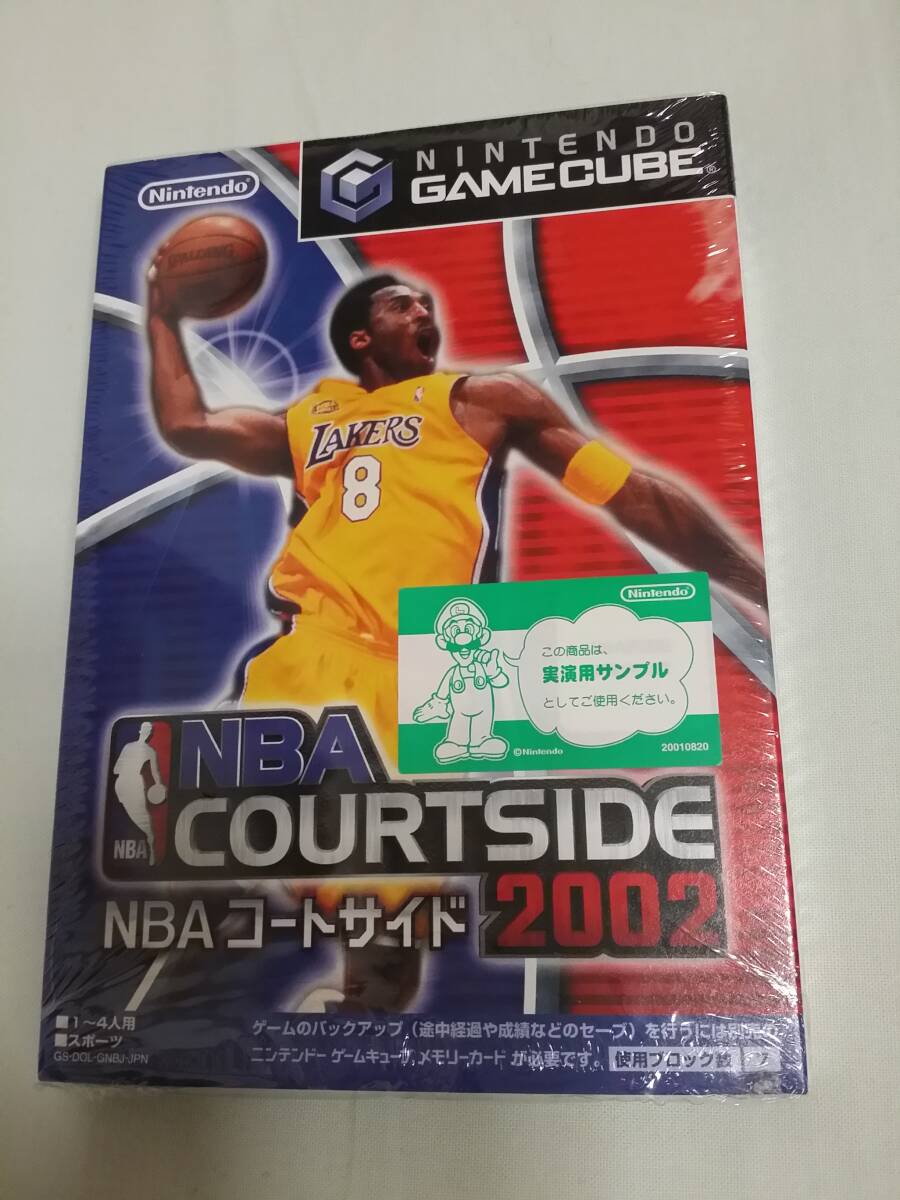 Nintendo
NINTENDO
GAMECUBE®
SPALDING
LAKERS
8
Nintendo
この商品は、
実演用サンプル
としてご使用ください。
©Nintendo
20010820
NBA
NBA
COURTSIDE
2002
NBA コートサイド
■1〜4人用
■スポーツ
GS-DOL-GNBJ-JPN
ゲームのバックアップ(途中経過や成績などのセーブ)を行うには別売の
ニンテンドーゲームキューブ メモリーカード が必要です。
使用ブロック数